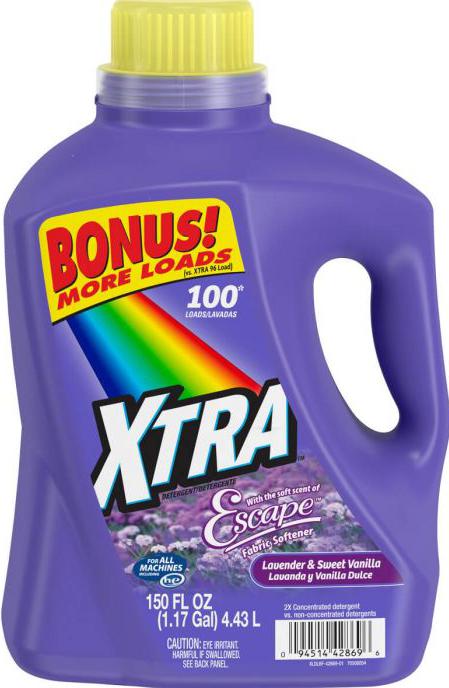 BONUS!
MORE LOADS
(vs. XTRA 96 Load)
100*
LOADS/LAVADAS
XTRA™
DETERGENT/DETERGENTE
With the soft scent of
Escape™
Fabric Softener
Lavender & Sweet Vanilla
Lavanda y Vanilla Dulce
FOR ALL
MACHINES
INCLUDING
he
150 FL OZ
(1.17 Gal) 4.43 L
2X Concentrated detergent
vs. non-concentrated detergents
CAUTION: EYE IRRITANT.
HARMFUL IF SWALLOWED.
SEE BACK PANEL.
0 94514 42869 6